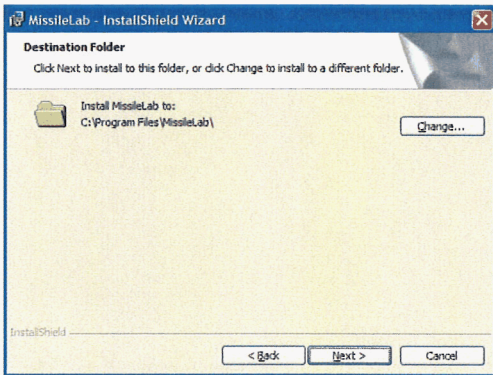 MissileLab - InstallShield Wizard
Destination Folder
Click Next to install to this folder, or click Change to install to a different folder.
Install MissileLab to:
C:\Program Files\MissileLab\
Change...
InstallShield
< Back
Next >
Cancel